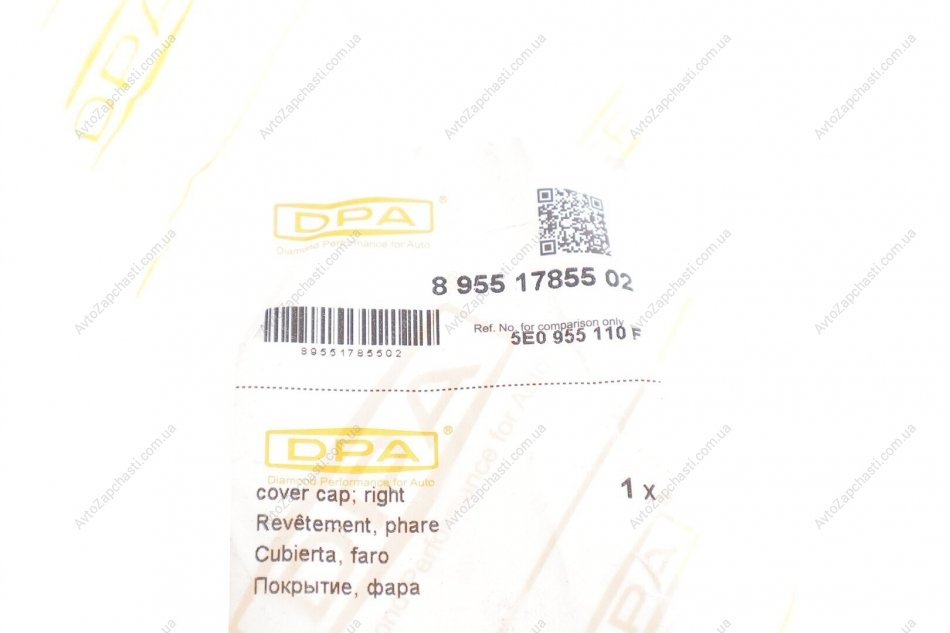 DPA
DPA®
Diamond Performance for Auto
8 955 17855 02
Ref. No. for comparison only
5E0 955 110 F
89551785502
DPA®
Diamond Performance for Auto
cover cap; right
1 x
Revêtement, phare
Cubierta, faro
Покрытие, фара
AvtoZapchasti.com.ua